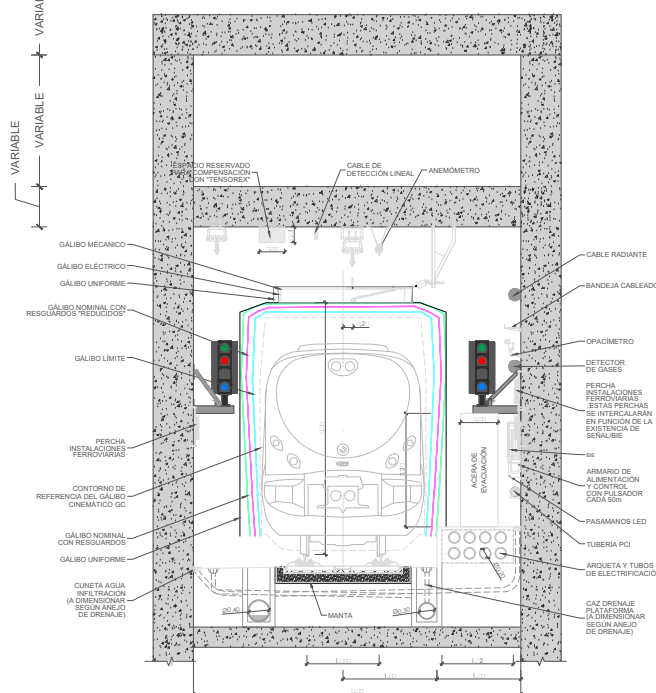 VARIABLE
VARIABLE
VARIABLE
ESPACIO RESERVADO
PARA COMPENSACIÓN
CON "TENSOREX"
CABLE DE
DETECCIÓN LINEAL
ANEMÓMETRO
GÁLIBO MÉCANICO
GÁLIBO ELÉCTRICO
GÁLIBO UNIFORME
GÁLIBO NOMINAL CON
RESGUARDOS "REDUCIDOS"
GÁLIBO LÍMITE
PERCHA
INSTALACIONES
FERROVIARIAS
CONTORNO DE
REFERENCIA DEL GÁLIBO
CINEMÁTICO GC
GÁLIBO NOMINAL
CON RESGUARDOS
GÁLIBO UNIFORME
CUNETA AGUA
INFILTRACIÓN
(A DIMENSIONAR
SEGÚN ANEJO
DE DRENAJE)
CABLE RADIANTE
BANDEJA CABLEADO
OPACÍMETRO
DETECTOR
DE GASES
PERCHA
INSTALACIONES
FERROVIARIAS
ESTAS PERCHAS
SE INTERCALARÁN
EN FUNCIÓN DE LA
EXISTENCIA DE
SEÑAL/BIE
BIE
ARMARIO DE
ALIMENTACIÓN
Y CONTROL
CON PULSADOR
CADA 50m
PASAMANOS LED
TUBERÍA PCI
ARQUETA Y TUBOS
DE ELECTRIFICACIÓ
CAZ DRENAJE
PLATAFORMA
(A DIMENSIONAR
SEGÚN ANEJO
DE DRENAJE)
ACERA DE
EVACUACIÓN
Ø0.40
MANTA
Ø0.30